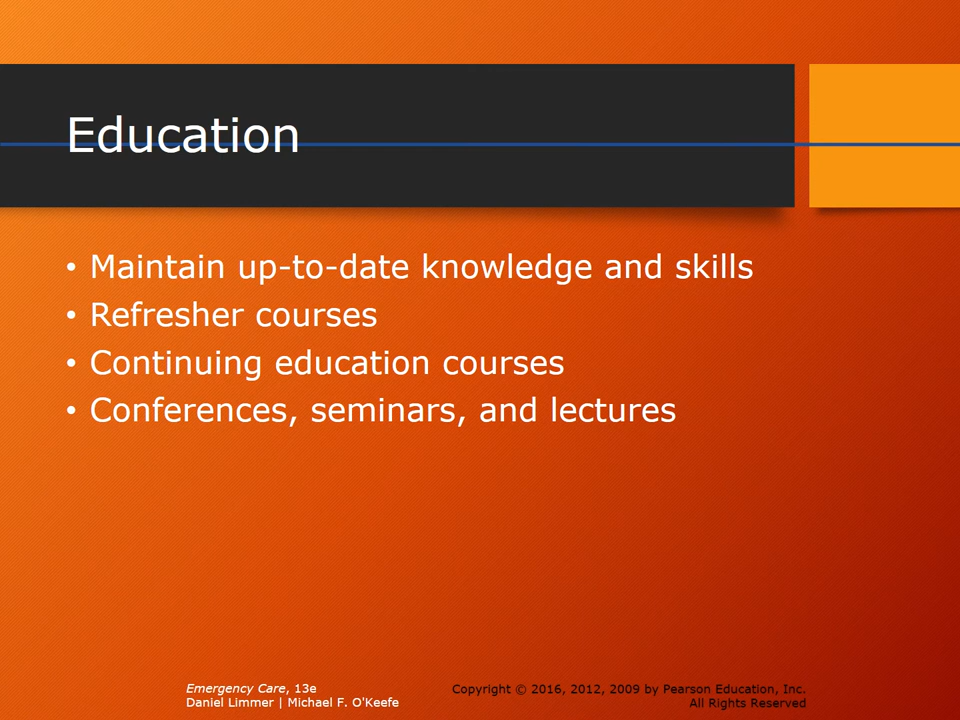 Education
• Maintain up-to-date knowledge and skills
• Refresher courses
• Continuing education courses
• Conferences, seminars, and lectures
Emergency Care, 13e
Daniel Limmer | Michael F. O'Keefe
Copyright © 2016, 2012, 2009 by Pearson Education, Inc.
All Rights Reserved